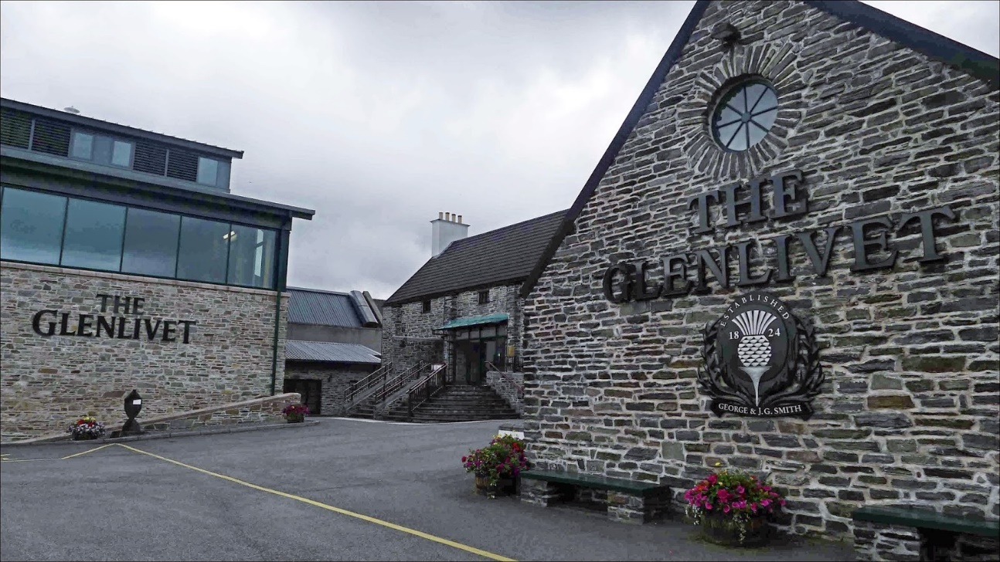 THE
GLENLIVET
THE
GLENLIVET
ESTABLISHED
18 24
GEORGE & J.G. SMITH